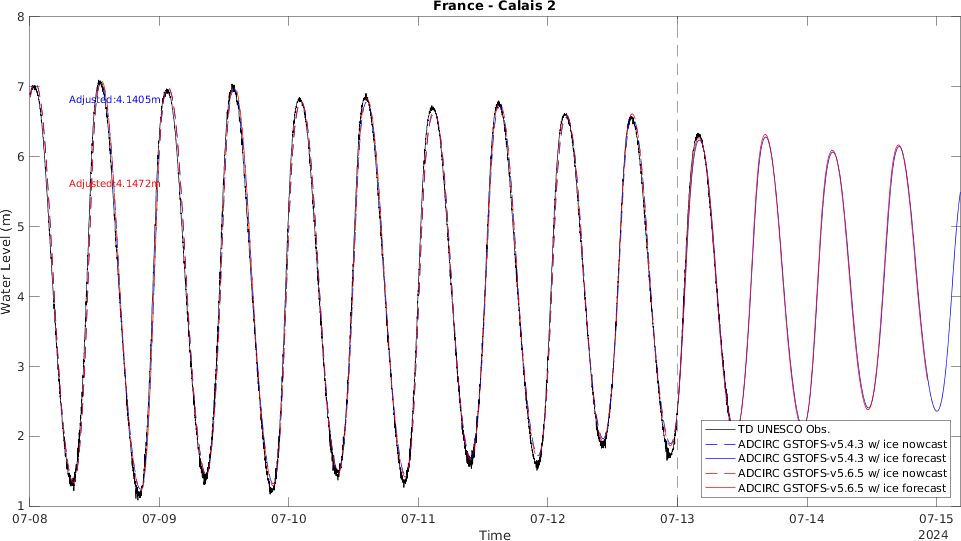 France - Calais 2
8
7
6
5
4
3
2
1
Water Level (m)
Adjusted:4.1405m
Adjusted:4.1472m
TD UNESCO Obs.
ADCIRC GSTOFS-v5.4.3 w/ ice nowcast
ADCIRC GSTOFS-v5.4.3 w/ ice forecast
ADCIRC GSTOFS-v5.6.5 w/ ice nowcast
ADCIRC GSTOFS-v5.6.5 w/ ice forecast
07-08 07-09 07-10 07-11 07-12 07-13 07-14 07-15
Time
2024